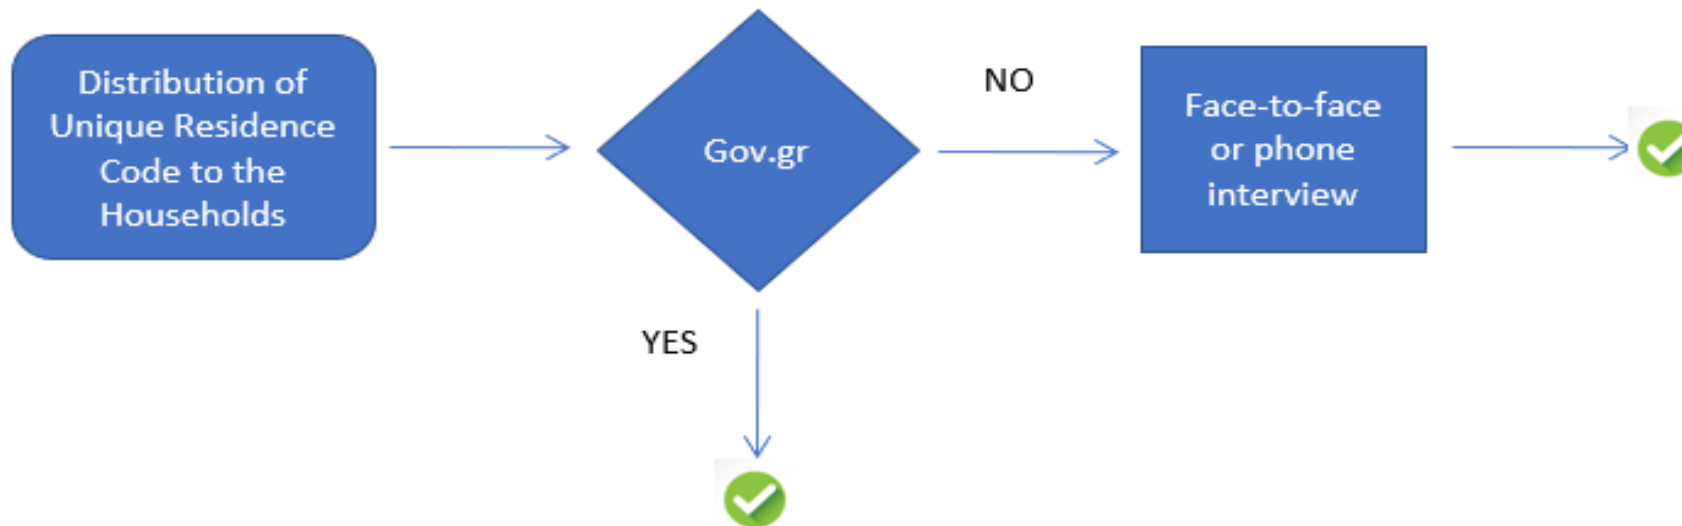 Distribution of
Unique Residence
Code to the
Households
Gov.gr
NO
Face-to-face
or phone
interview
YES